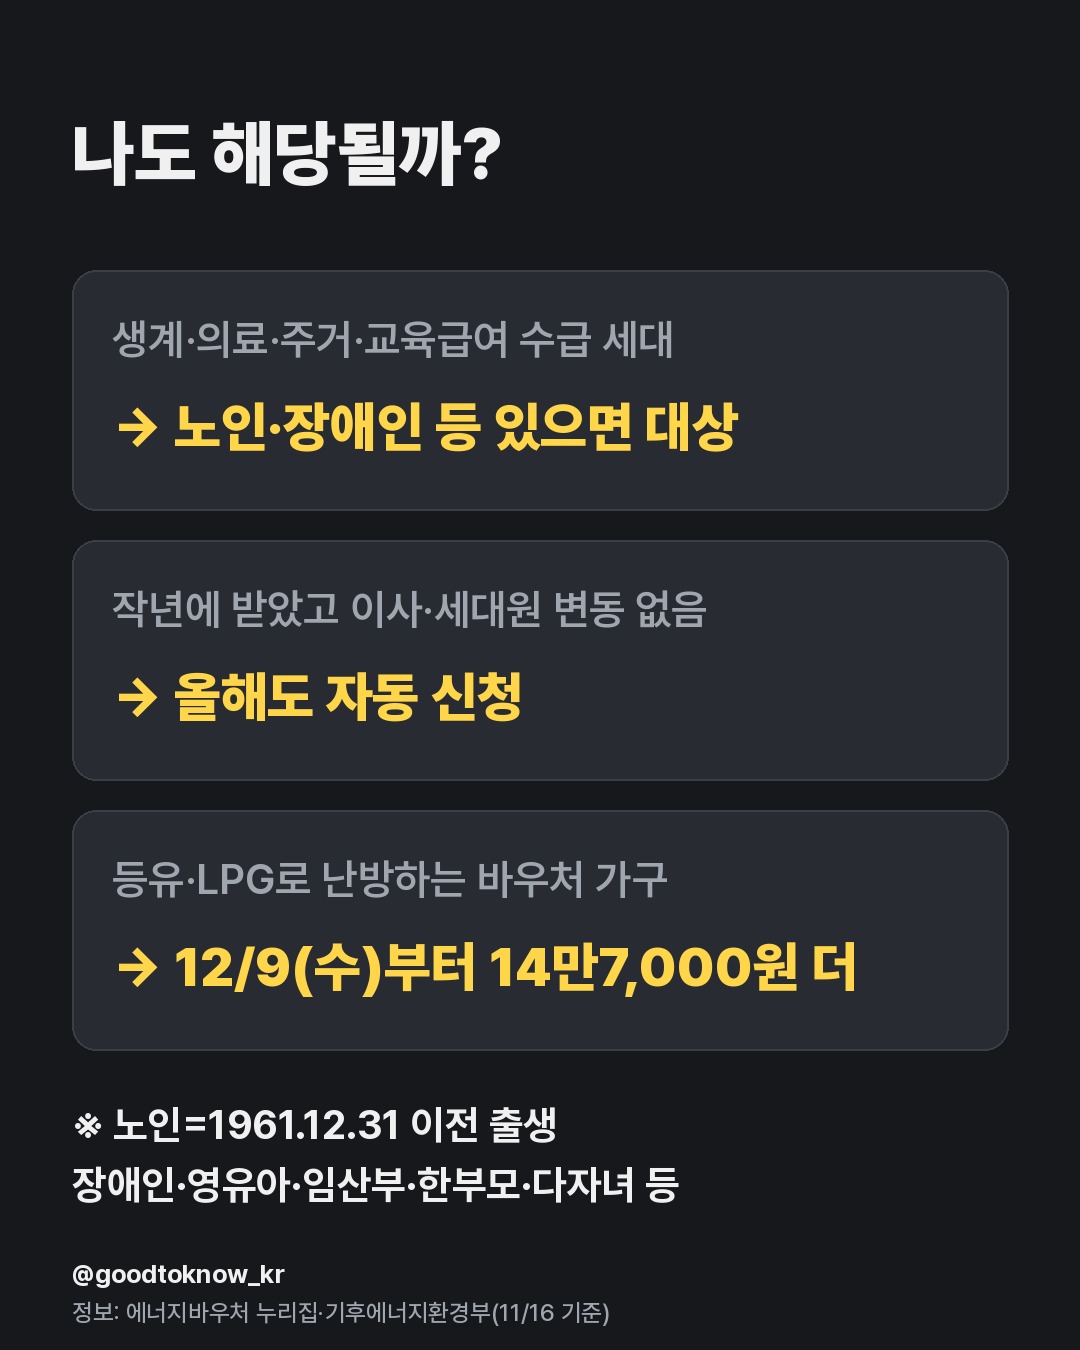 나도 해당될까?
생계·의료·주거·교육급여 수급 세대
→ 노인·장애인 등 있으면 대상
작년에 받았고 이사·세대원 변동 없음
→ 올해도 자동 신청
등유·LPG로 난방하는 바우처 가구
→ 12/9(수)부터 14만7,000원 더
※ 노인=1961.12.31 이전 출생
장애인·영유아·임산부·한부모·다자녀 등
@goodtoknow_kr
정보: 에너지바우처 누리집·기후에너지환경부(11/16 기준)